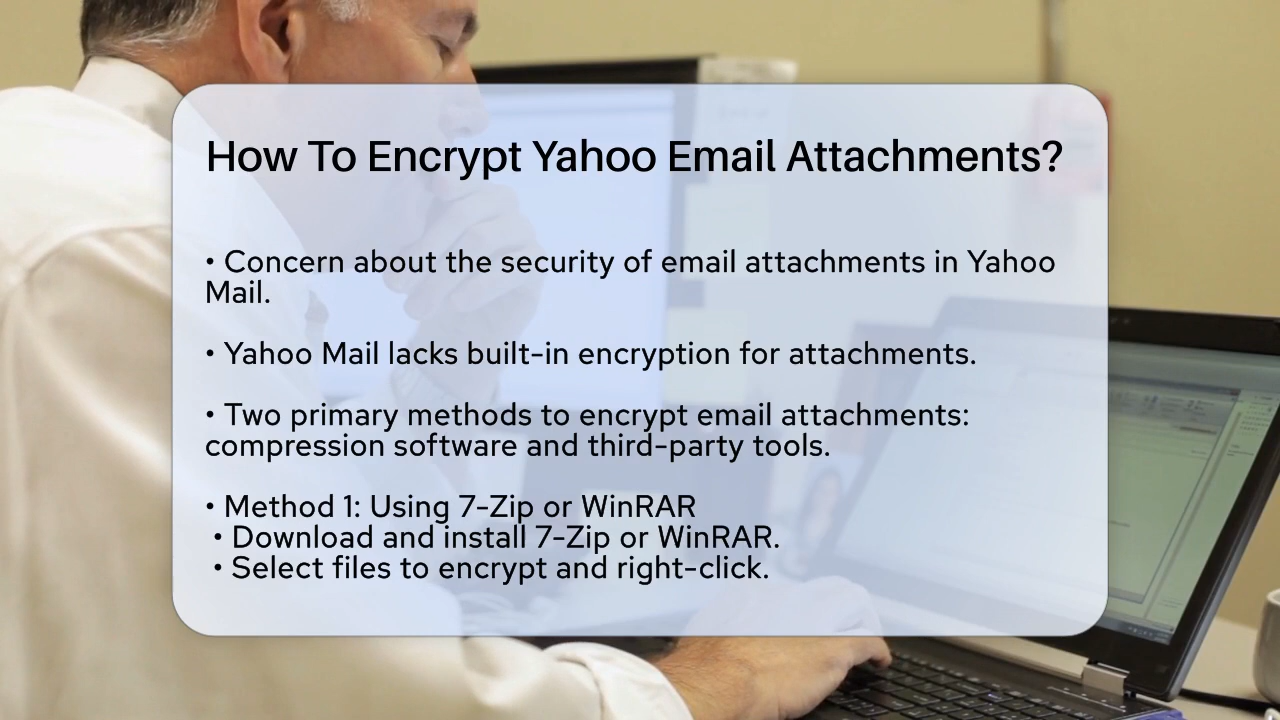 How To Encrypt Yahoo Email Attachments?
• Concern about the security of email attachments in Yahoo
Mail.
• Yahoo Mail lacks built-in encryption for attachments.
• Two primary methods to encrypt email attachments:
compression software and third-party tools.
• Method 1: Using 7-Zip or WinRAR
• Download and install 7-Zip or WinRAR.
• Select files to encrypt and right-click.